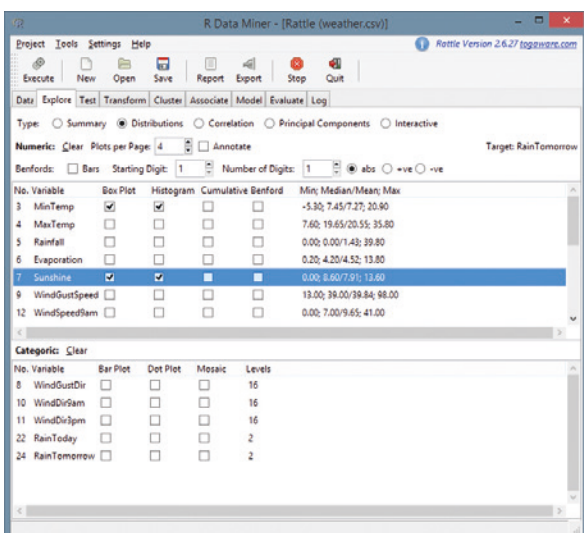 R Data Miner - [Rattle (weather.csv)]
Project Tools Settings Help
Rattle Version 2.6.27 togaware.com
Execute New Open Save Report Export Stop Quit
Data Explore Test Transform Cluster Associate Model Evaluate Log
Type: Summary Distributions Correlation Principal Components Interactive
Numeric: Clear Plots per Page: 4 Annotate Target: RainTomorrow
Benfords: Bars Starting Digit: 1 Number of Digits: 1 abs +ve -ve
No. Variable Box Plot Histogram Cumulative Benford Min; Median/Mean; Max
3 MinTemp -5.30; 7.45/7.27; 20.90
4 MaxTemp 7.60; 19.65/20.55; 35.80
5 Rainfall 0.00; 0.00/1.43; 39.80
6 Evaporation 0.20; 4.20/4.52; 13.80
7 Sunshine 0.00; 8.60/7.91; 13.60
9 WindGustSpeed 13.00; 39.00/39.84; 98.00
12 WindSpeed9am 0.00; 7.00/9.65; 41.00
Categoric: Clear
No. Variable Bar Plot Dot Plot Mosaic Levels
8 WindGustDir 16
10 WindDir9am 16
11 WindDir3pm 16
22 RainToday 2
24 RainTomorrow 2